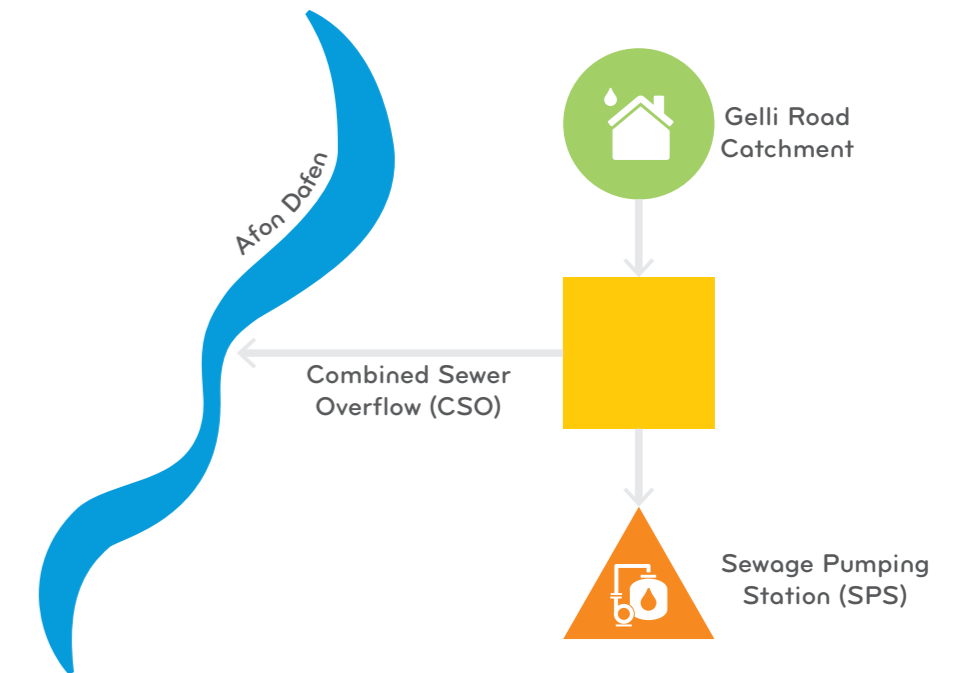 Gelli Road
Catchment
Afon Dafen
Combined Sewer
Overflow (CSO)
Sewage Pumping
Station (SPS)